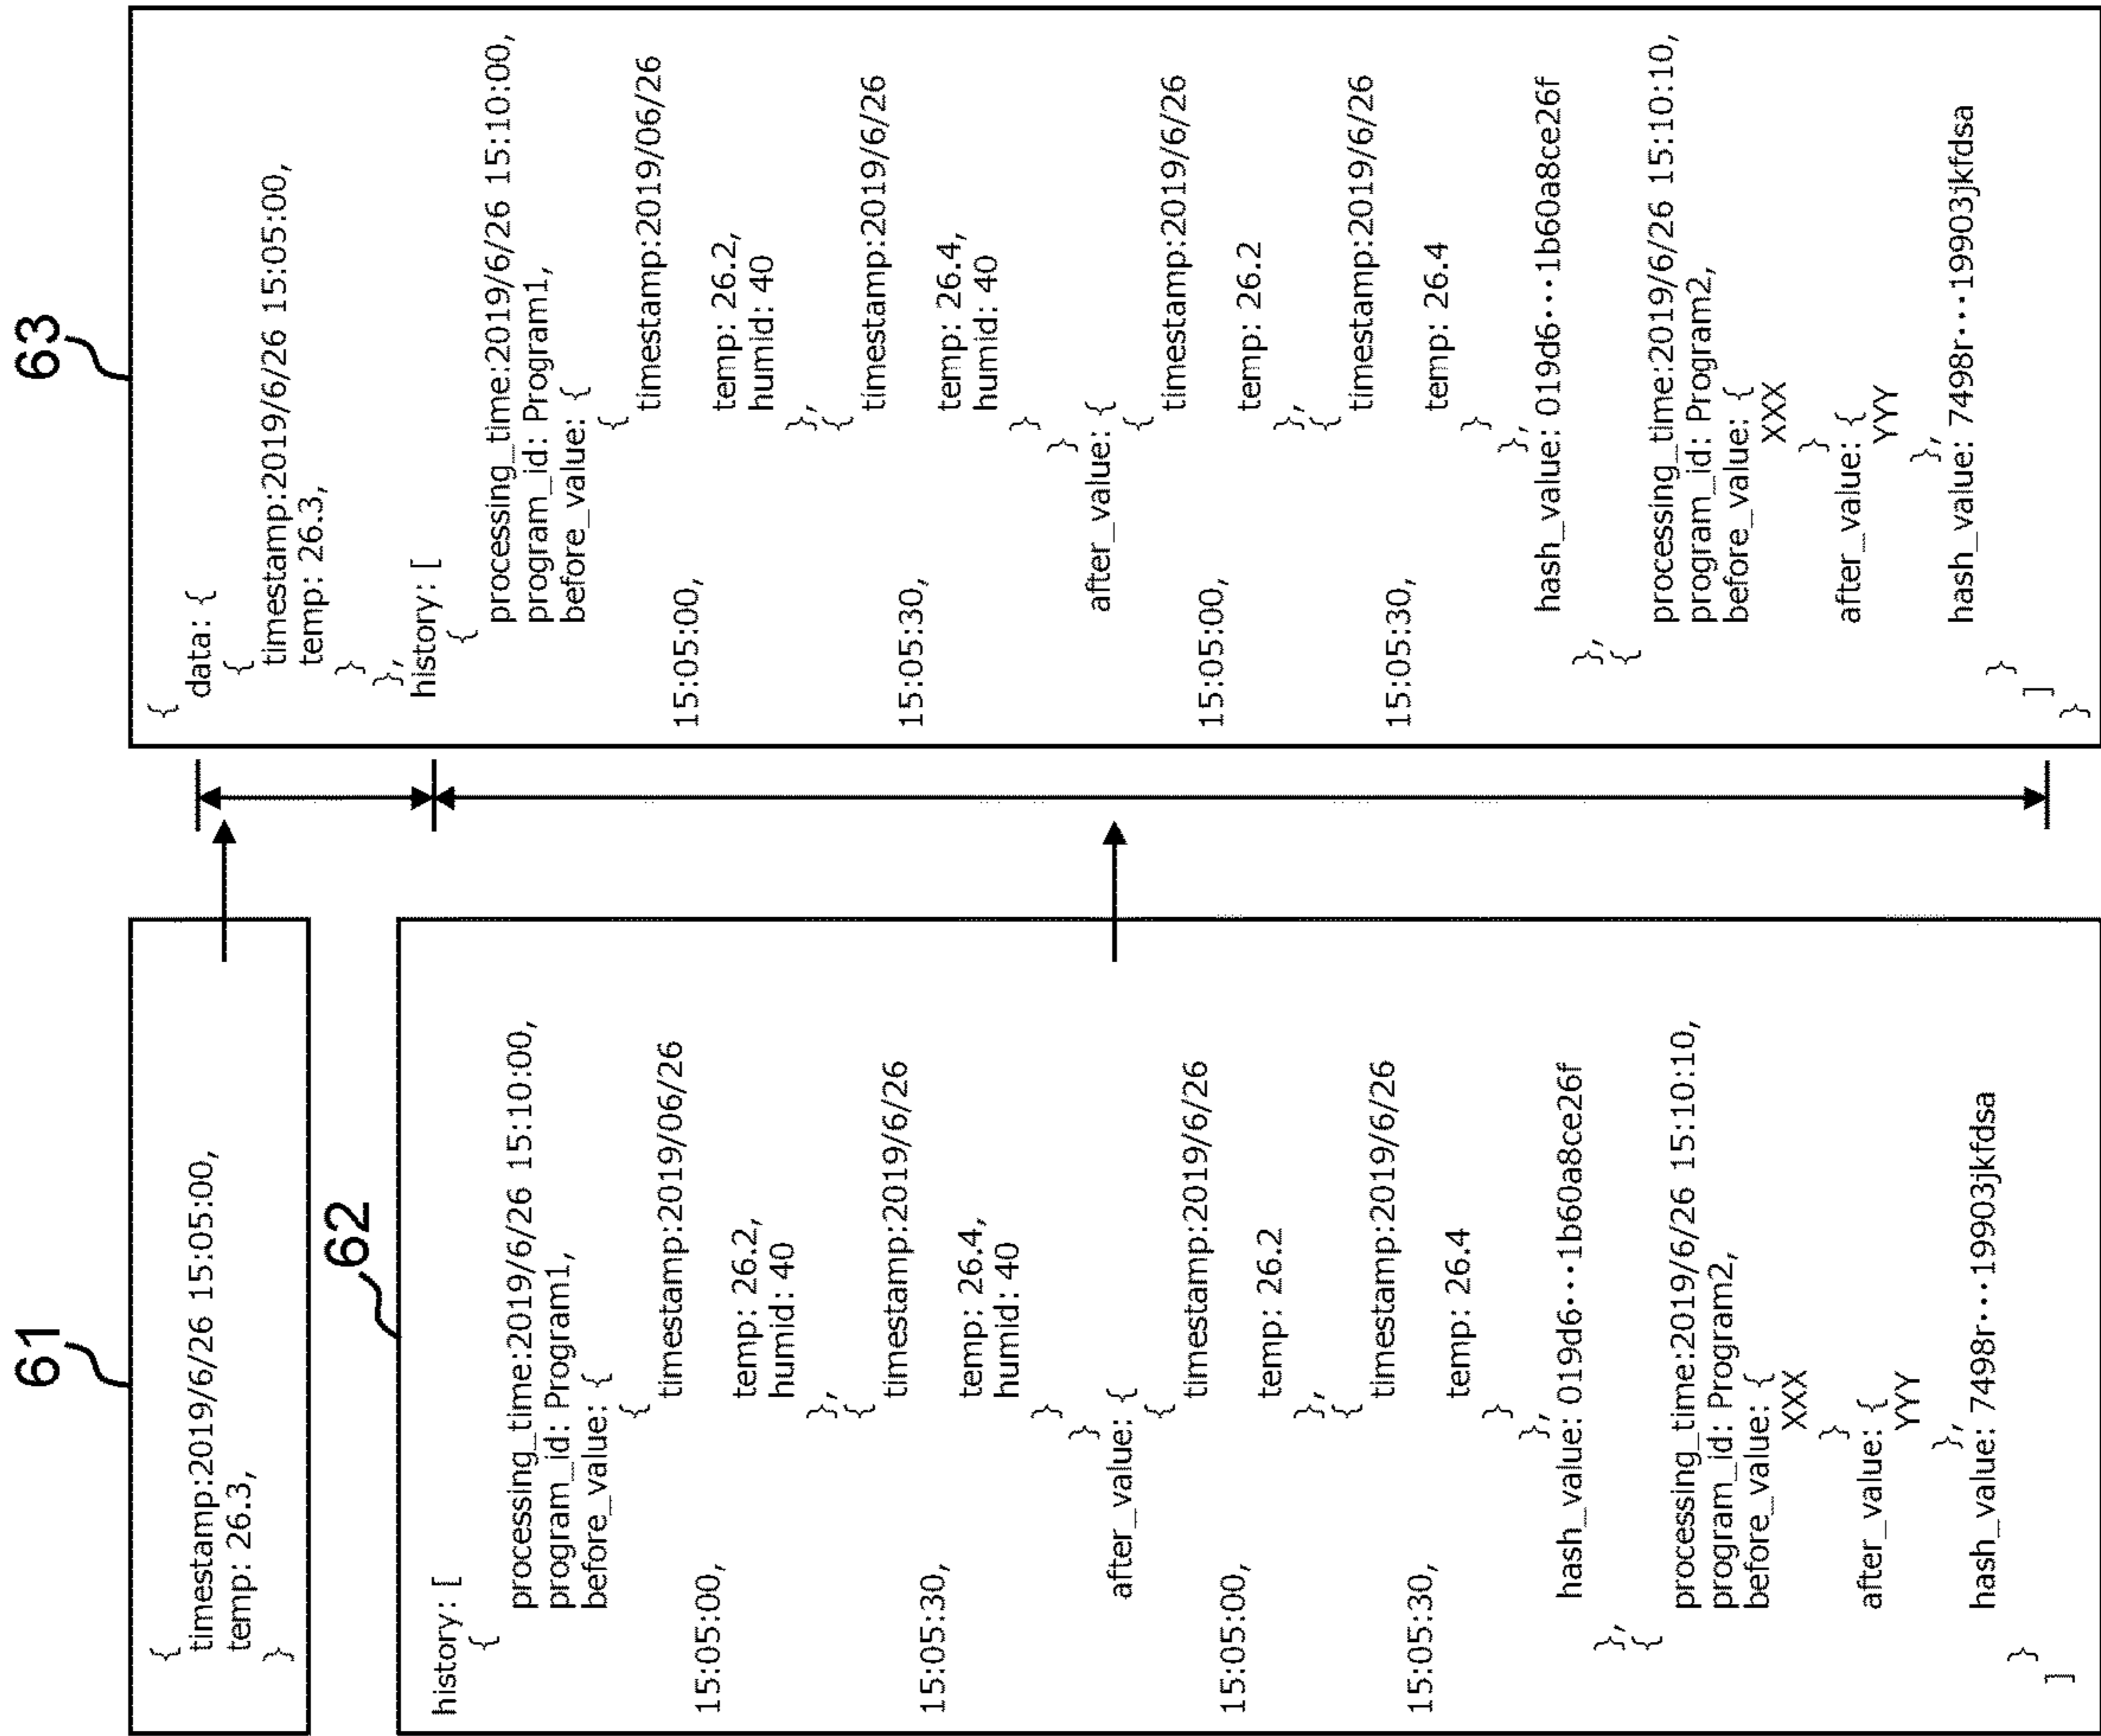 61
{
timestamp:2019/6/26 15:05:00,
temp: 26.3,
}
62
history: [
{
processing_time:2019/6/26 15:10:00,
program_id: Program1,
before_value: {
{
timestamp:2019/06/26
15:05:00,
temp: 26.2,
humid: 40
},
{
timestamp:2019/6/26
15:05:30,
temp: 26.4,
humid: 40
}
}
after_value: {
{
timestamp:2019/6/26
15:05:00,
temp: 26.2
},
{
timestamp:2019/6/26
15:05:30,
temp: 26.4
}
},
hash_value: 019d6・・・1b60a8ce26f
},
{
processing_time:2019/6/26 15:10:10,
program_id: Program2,
before_value: {
XXX
}
after_value: {
YYY
},
hash_value: 7498r・・・19903jkfdsa
}
]
63
{
data: {
{
timestamp:2019/6/26 15:05:00,
temp: 26.3,
}
},
history: [
{
processing_time:2019/6/26 15:10:00,
program_id: Program1,
before_value: {
{
timestamp:2019/06/26
15:05:00,
temp: 26.2,
humid: 40
},
{
timestamp:2019/6/26
15:05:30,
temp: 26.4,
humid: 40
}
}
after_value: {
{
timestamp:2019/6/26
15:05:00,
temp: 26.2
},
{
timestamp:2019/6/26
15:05:30,
temp: 26.4
}
},
hash_value: 019d6・・・1b60a8ce26f
},
{
processing_time:2019/6/26 15:10:10,
program_id: Program2,
before_value: {
XXX
}
after_value: {
YYY
},
hash_value: 7498r・・・19903jkfdsa
}
]
}